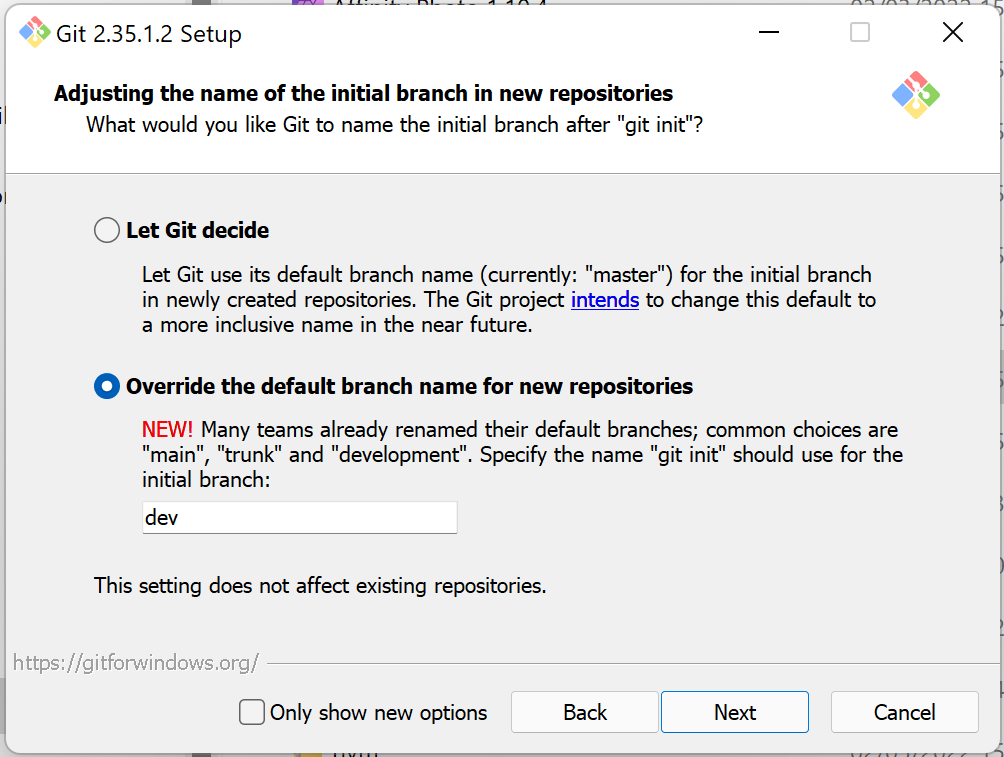 Affinity Photo 1.10.4
Git 2.35.1.2 Setup
Adjusting the name of the initial branch in new repositories
What would you like Git to name the initial branch after "git init"?
Let Git decide
Let Git use its default branch name (currently: "master") for the initial branch
in newly created repositories. The Git project intends to change this default to
a more inclusive name in the near future.
Override the default branch name for new repositories
NEW! Many teams already renamed their default branches; common choices are
"main", "trunk" and "development". Specify the name "git init" should use for the
initial branch:
dev
This setting does not affect existing repositories.
https://gitforwindows.org/
Only show new options
Back
Next
Cancel